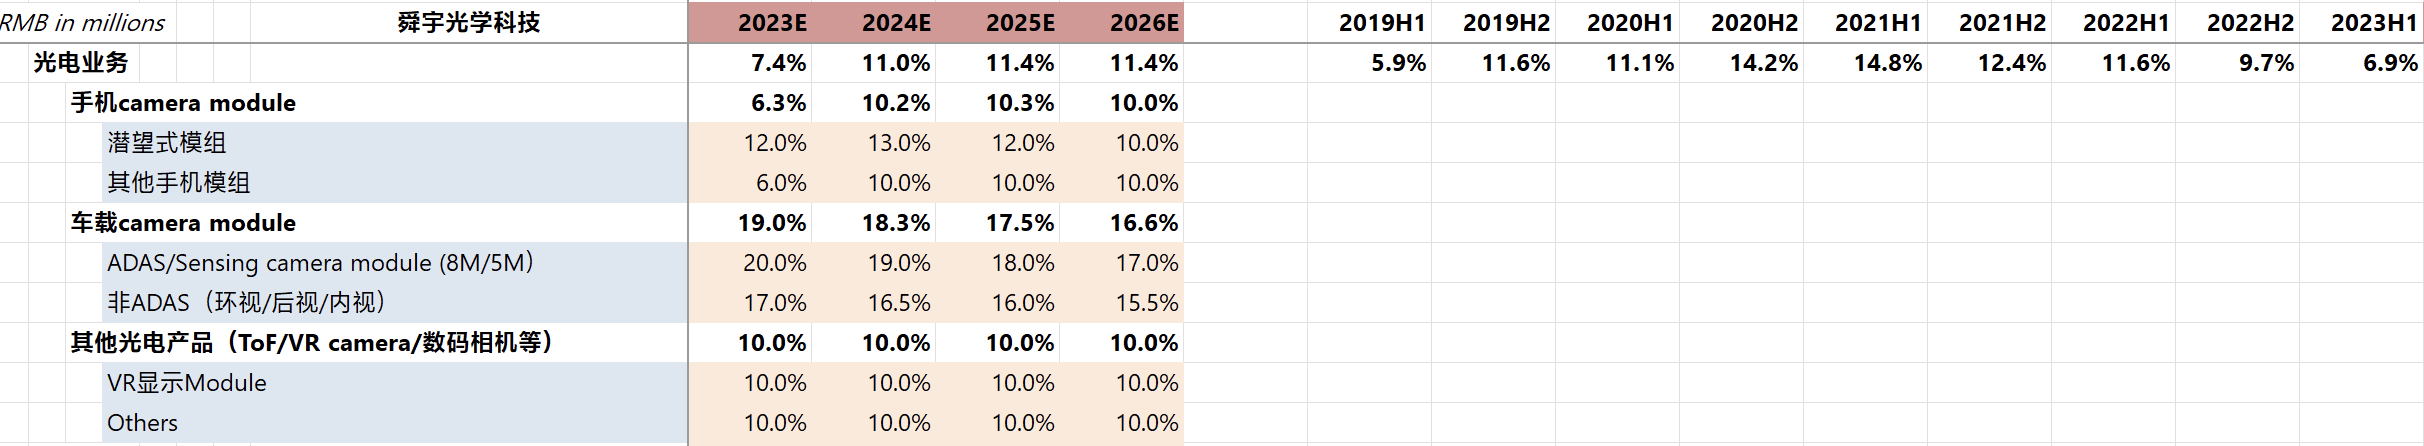 RMB in millions 舜宇光学科技 2023E 2024E 2025E 2026E 2019H1 2019H2 2020H1 2020H2 2021H1 2021H2 2022H1 2022H2 2023H1
光电业务 7.4% 11.0% 11.4% 11.4% 5.9% 11.6% 11.1% 14.2% 14.8% 12.4% 11.6% 9.7% 6.9%
手机camera module 6.3% 10.2% 10.3% 10.0%
潜望式模组 12.0% 13.0% 12.0% 10.0%
其他手机模组 6.0% 10.0% 10.0% 10.0%
车载camera module 19.0% 18.3% 17.5% 16.6%
ADAS/Sensing camera module (8M/5M） 20.0% 19.0% 18.0% 17.0%
非ADAS（环视/后视/内视） 17.0% 16.5% 16.0% 15.5%
其他光电产品（ToF/VR camera/数码相机等） 10.0% 10.0% 10.0% 10.0%
VR显示Module 10.0% 10.0% 10.0% 10.0%
Others 10.0% 10.0% 10.0% 10.0%